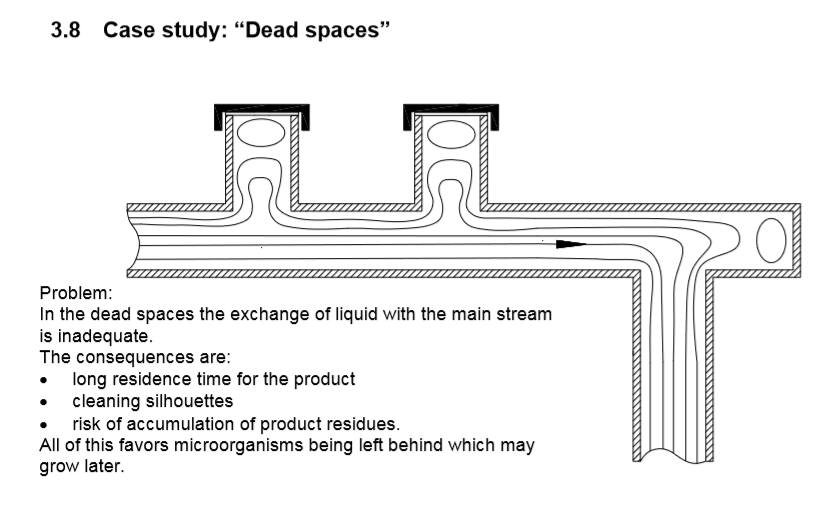 3.8 Case study: “Dead spaces”
Problem:
In the dead spaces the exchange of liquid with the main stream
is inadequate.
The consequences are:
• long residence time for the product
• cleaning silhouettes
• risk of accumulation of product residues.
All of this favors microorganisms being left behind which may
grow later.